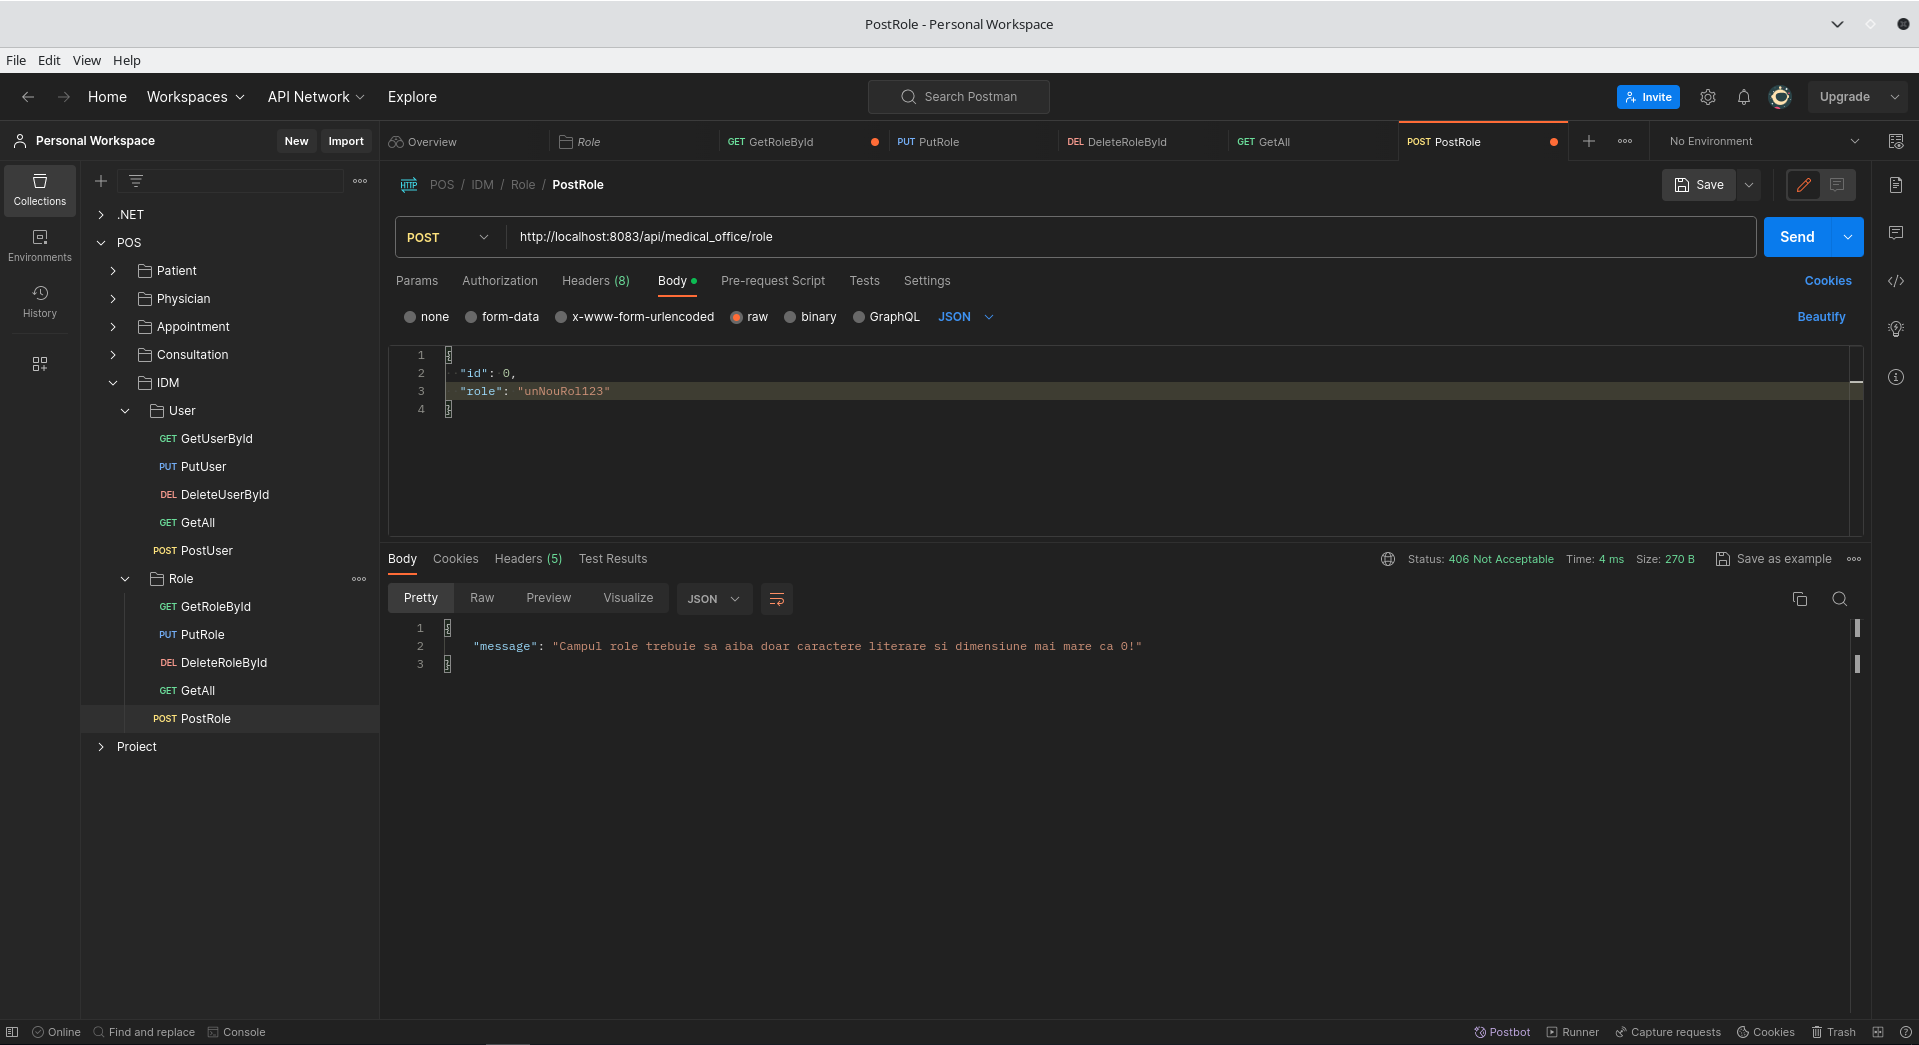 PostRole - Personal Workspace
File Edit View Help
Home Workspaces API Network Explore
Search Postman
Invite
Upgrade
Personal Workspace
New Import
Overview
Role
GET GetRoleById
PUT PutRole
DEL DeleteRoleById
GET GetAll
POST PostRole
No Environment
Collections
Environments
History
.NET
POS
Patient
Physician
Appointment
Consultation
IDM
User
GET GetUserById
PUT PutUser
DEL DeleteUserById
GET GetAll
POST PostUser
Role
GET GetRoleById
PUT PutRole
DEL DeleteRoleById
GET GetAll
POST PostRole
Proiect
HTTP POS / IDM / Role / PostRole
Save
POST http://localhost:8083/api/medical_office/role
Send
Params Authorization Headers (8) Body Pre-request Script Tests Settings
Cookies
none form-data x-www-form-urlencoded raw binary GraphQL JSON
Beautify
1 {
2 "id": 0,
3 "role": "unNouRol123"
4 }
Body Cookies Headers (5) Test Results
Status: 406 Not Acceptable Time: 4 ms Size: 270 B Save as example
Pretty Raw Preview Visualize JSON
1 {
2 "message": "Campul role trebuie sa aiba doar caractere literare si dimensiune mai mare ca 0!"
3 }
Online Find and replace Console
Postbot Runner Capture requests Cookies Trash